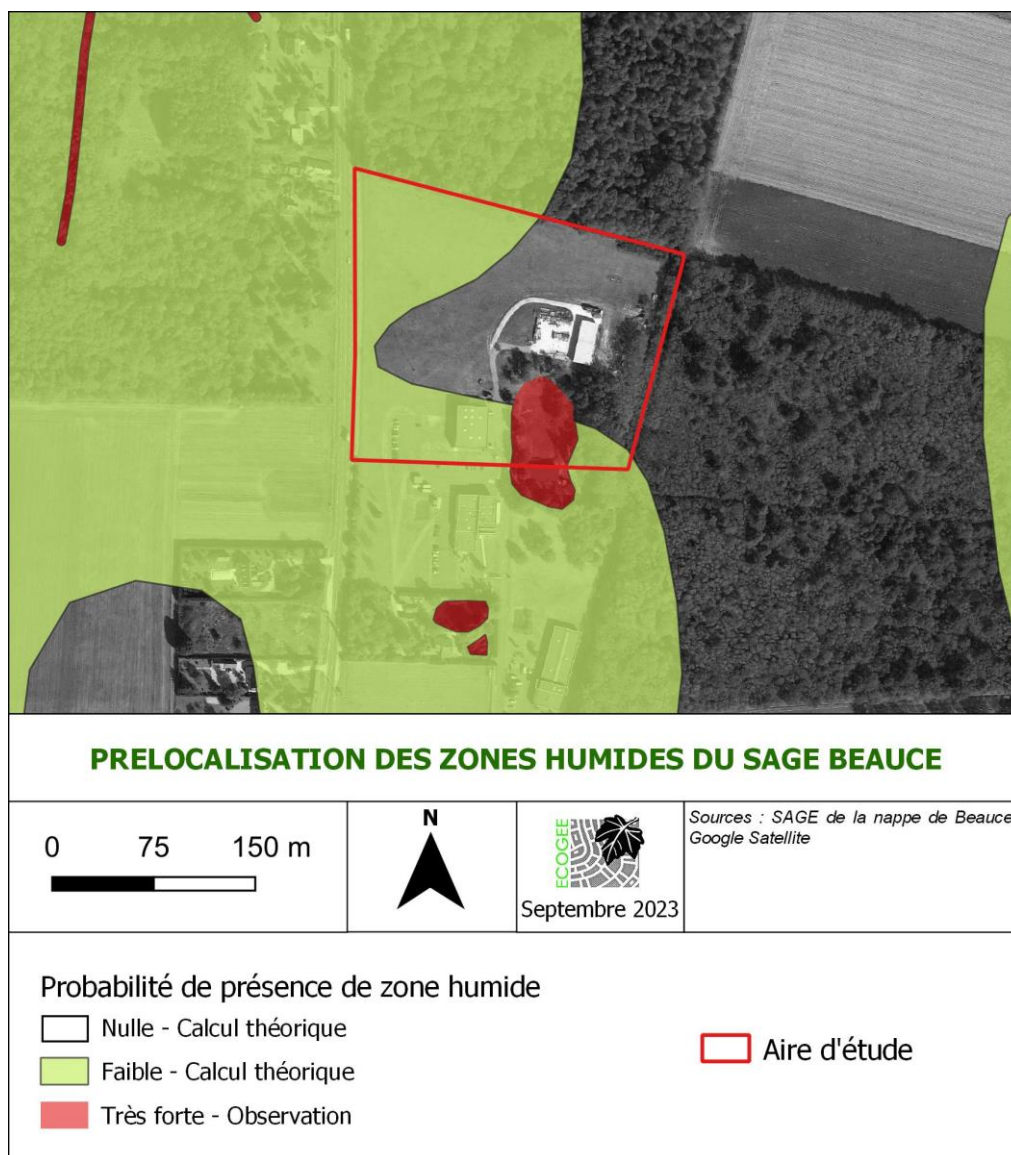 PRELOCALISATION DES ZONES HUMIDES DU SAGE BEAUCE
0 75 150 m
N
ECOGEE
Septembre 2023
Sources : SAGE de la nappe de Beauce
Google Satellite
Probabilité de présence de zone humide
Nulle - Calcul théorique
Faible - Calcul théorique
Très forte - Observation
Aire d'étude